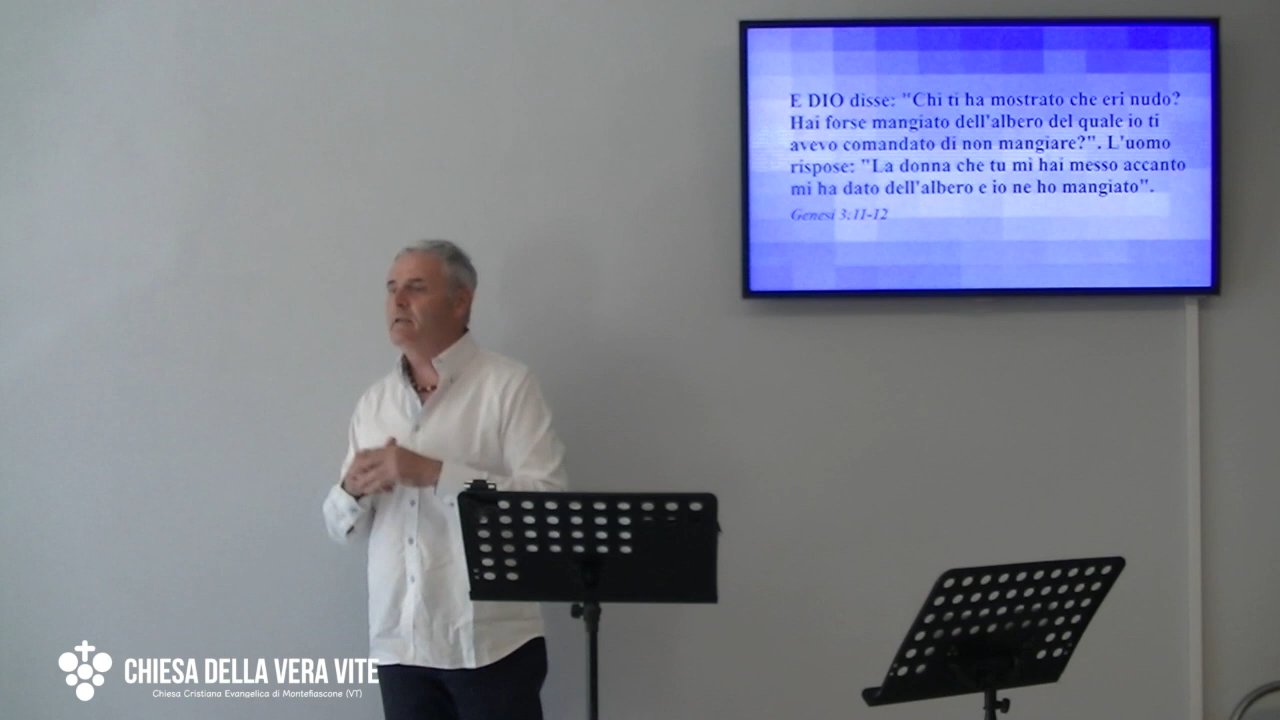 E DIO disse: "Chi ti ha mostrato che eri nudo?
Hai forse mangiato dell'albero del quale io ti
avevo comandato di non mangiare?". L'uomo
rispose: "La donna che tu mi hai messo accanto
mi ha dato dell'albero e io ne ho mangiato".
Genesi 3:11-12
CHIESA DELLA VERA VITE
Chiesa Cristiana Evangelica di Montefiascone (VT)